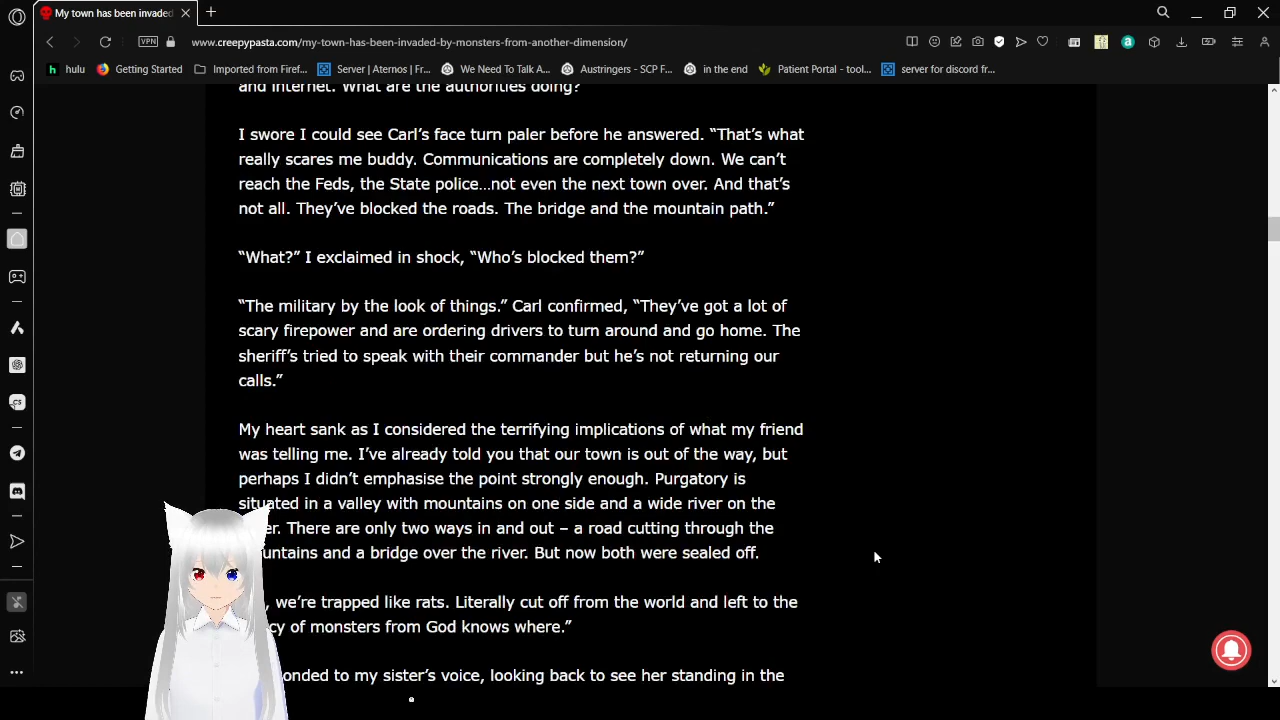 My town has been invaded
VPN
www.creepypasta.com/my-town-has-been-invaded-by-monsters-from-another-dimension/
hulu
Getting Started
Imported from Firef...
Server | Aternos | Fr...
We Need To Talk A...
Austringers - SCP F...
in the end
Patient Portal - tool...
server for discord fr...
and internet. What are the authorities doing?
I swore I could see Carl’s face turn paler before he answered. “That’s what
really scares me buddy. Communications are completely down. We can’t
reach the Feds, the State police…not even the next town over. And that’s
not all. They’ve blocked the roads. The bridge and the mountain path.”
“What?” I exclaimed in shock, “Who’s blocked them?”
“The military by the look of things.” Carl confirmed, “They’ve got a lot of
scary firepower and are ordering drivers to turn around and go home. The
sheriff’s tried to speak with their commander but he’s not returning our
calls.”
My heart sank as I considered the terrifying implications of what my friend
was telling me. I’ve already told you that our town is out of the way, but
perhaps I didn’t emphasise the point strongly enough. Purgatory is
situated in a valley with mountains on one side and a wide river on the
er. There are only two ways in and out – a road cutting through the
untains and a bridge over the river. But now both were sealed off.
, we’re trapped like rats. Literally cut off from the world and left to the
cy of monsters from God knows where.”
onded to my sister’s voice, looking back to see her standing in the